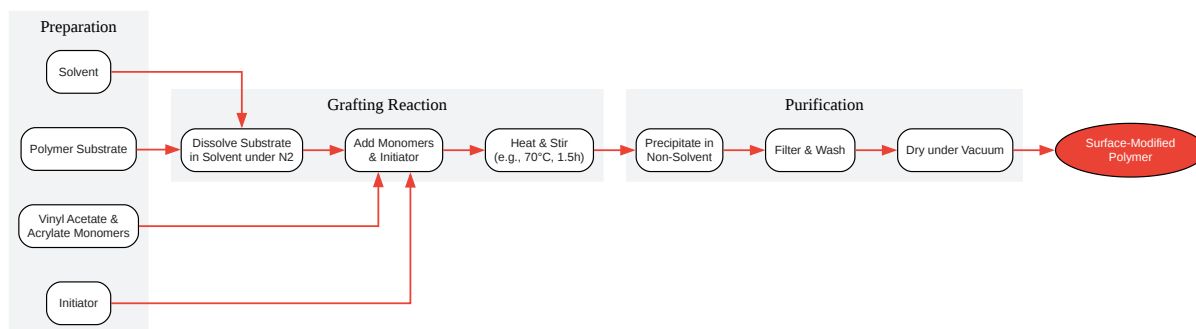 Preparation
Solvent
Polymer Substrate
Vinyl Acetate &
Acrylate Monomers
Initiator
Grafting Reaction
Dissolve Substrate
in Solvent under N2
Add Monomers
& Initiator
Heat & Stir
(e.g., 70°C, 1.5h)
Purification
Precipitate in
Non-Solvent
Filter & Wash
Dry under Vacuum
Surface-Modified
Polymer